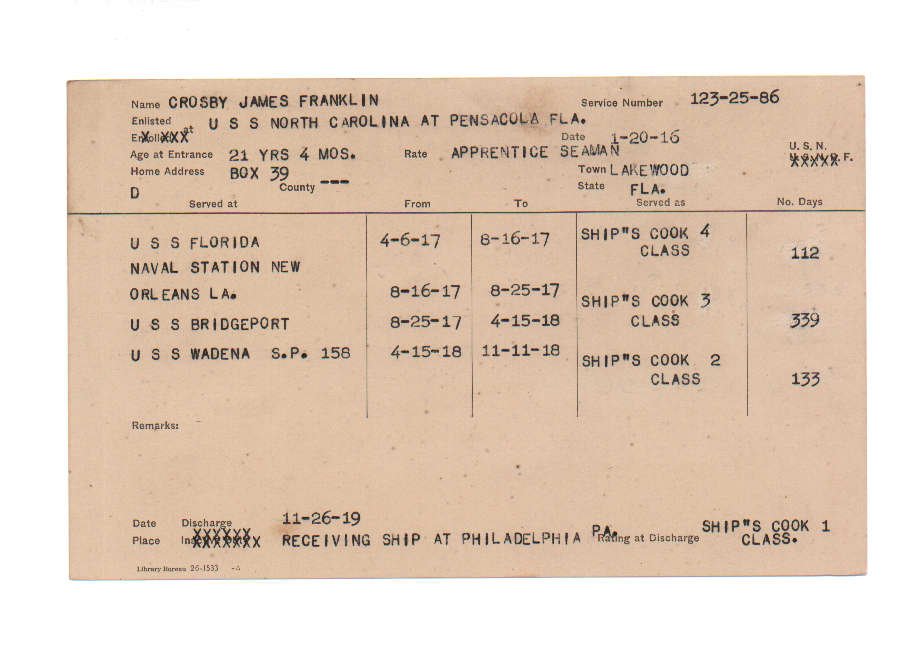 Name CROSBY JAMES FRANKLIN Service Number 123-25-86
Enlisted at U S S NORTH CAROLINA AT PENSACOLA FLA.
Date 1-20-16
Age at Entrance 21 YRS 4 MOS. Rate APPRENTICE SEAMAN U. S. N.
Home Address BOX 39 Town LAKEWOOD
D County --- State FLA.
Served at From To Served as No. Days
U S S FLORIDA 4-6-17 8-16-17 SHIP"S COOK 4
CLASS 112
NAVAL STATION NEW
ORLEANS LA. 8-16-17 8-25-17 SHIP"S COOK 3
U S S BRIDGEPORT 8-25-17 4-15-18 CLASS 339
U S S WADENA S.P. 158 4-15-18 11-11-18 SHIP"S COOK 2
CLASS 133
Remarks:
Date Discharge 11-26-19
Place RECEIVING SHIP AT PHILADELPHIA PA. Rating at Discharge SHIP"S COOK 1
CLASS.
Library Bureau 26-1533